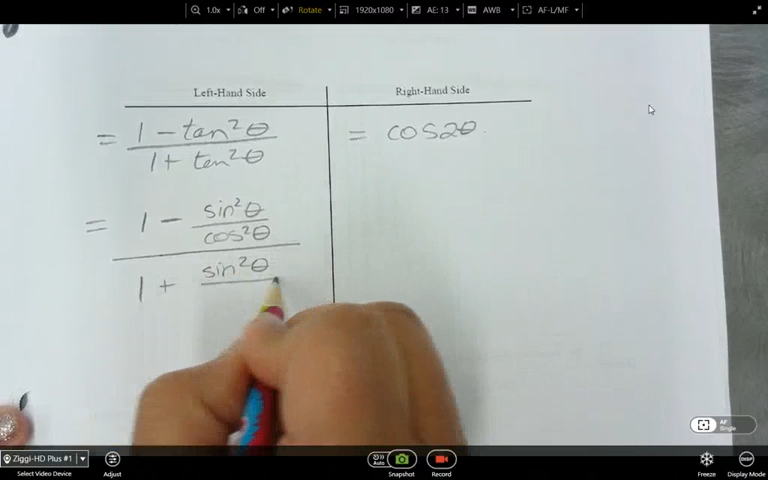 1.0x Off Rotate 1920x1080 AE: 13 AWB AF-L/MF
Left-Hand Side Right-Hand Side
= 1 - tan²θ / 1 + tan²θ = cos2θ
= 1 - sin²θ / cos²θ
1 + sin²θ
AF
Single
Ziggi-HD Plus #1 Auto
Select Video Device Adjust Snapshot Record Freeze Display Mode
DISP